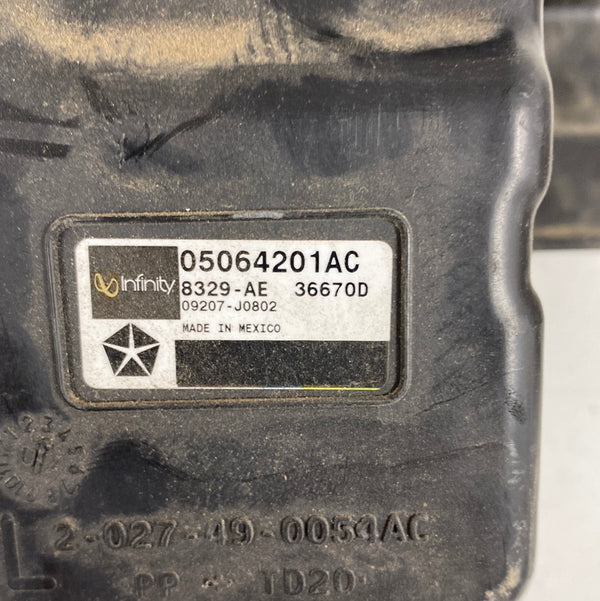 Infinity
05064201AC
8329-AE 36670D
09207-J0802
MADE IN MEXICO
L
2-027-49-0054AC
PP - TD20